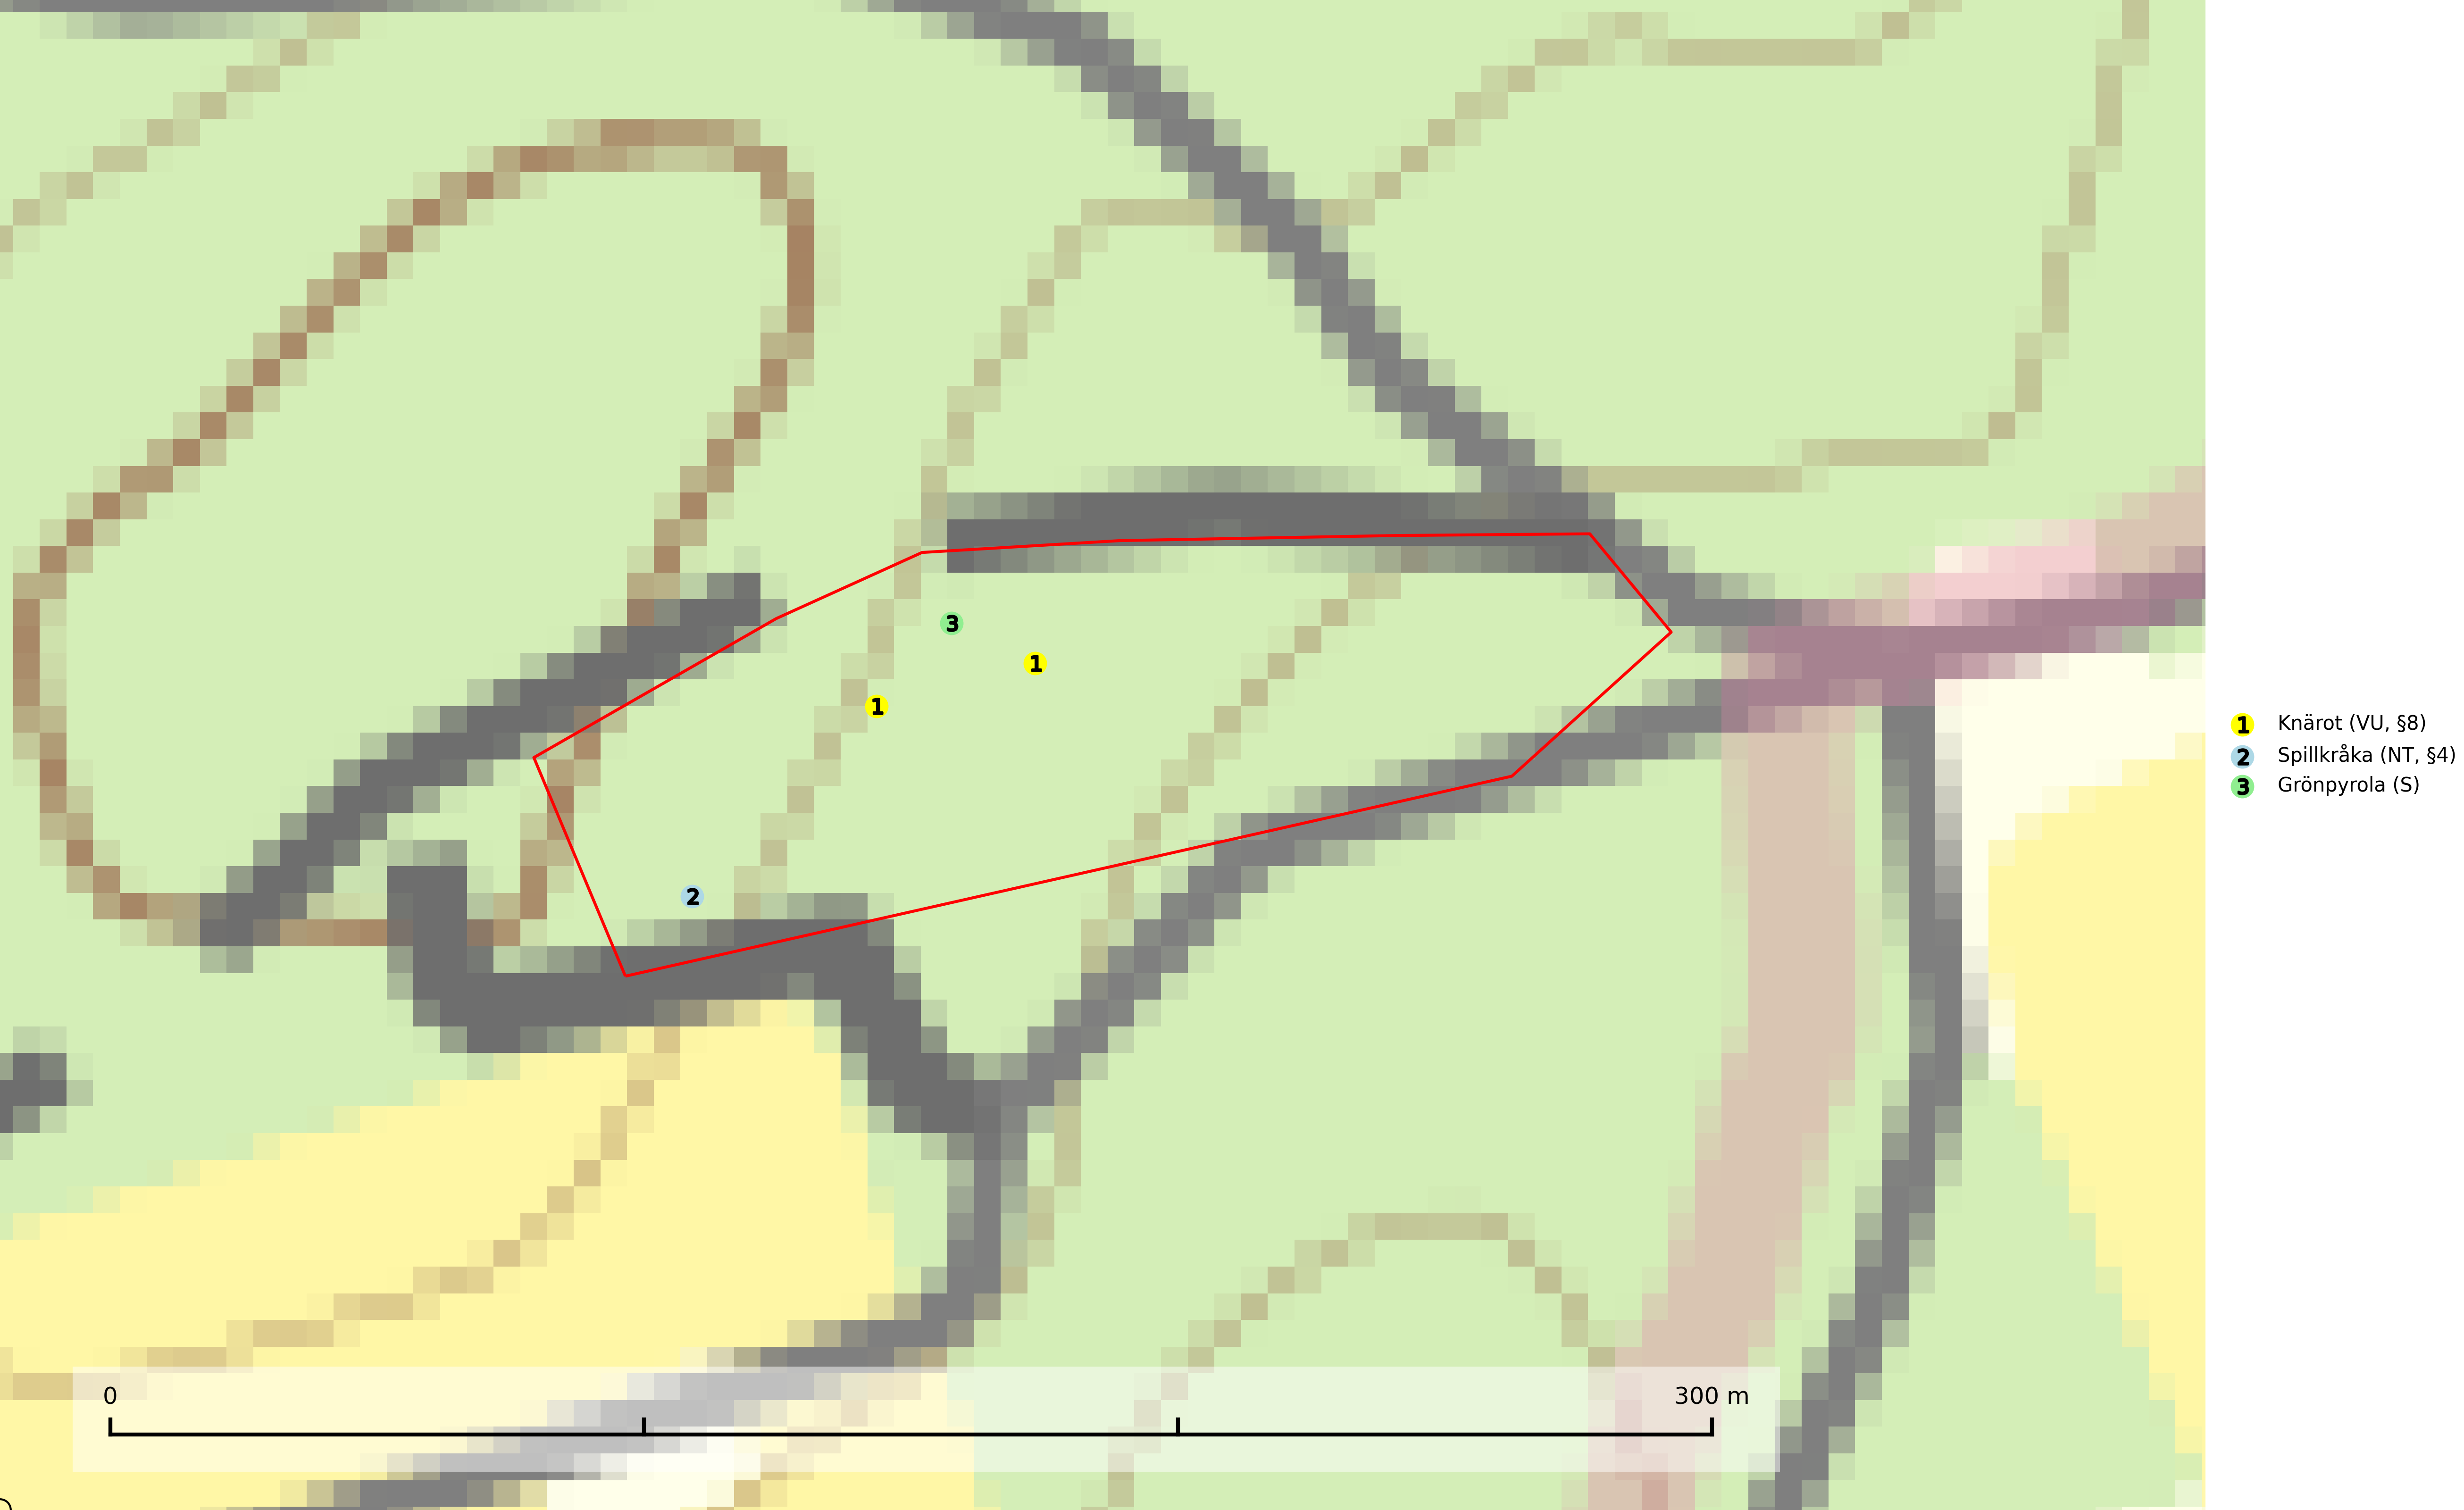 3
1
1
2
1 Knärot (VU, §8)
2 Spillkråka (NT, §4)
3 Grönpyrola (S)
0 300 m